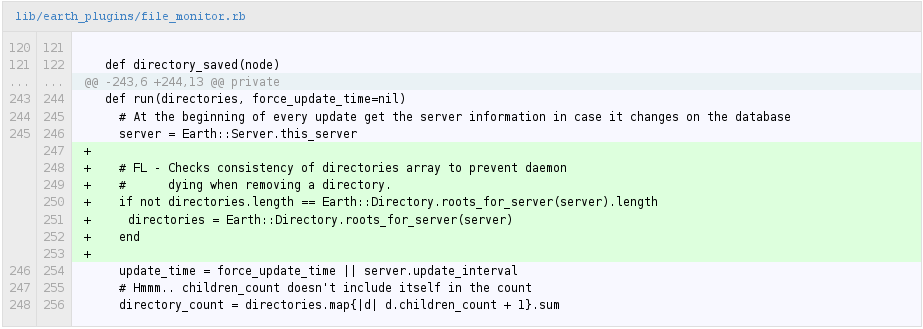 lib/earth_plugins/file_monitor.rb
120 121
121 122 def directory_saved(node)
... ... @@ -243,6 +244,13 @@ private
243 244 def run(directories, force_update_time=nil)
244 245 # At the beginning of every update get the server information in case it changes on the database
245 246 server = Earth::Server.this_server
247 +
248 + # FL - Checks consistency of directories array to prevent daemon
249 + # dying when removing a directory.
250 + if not directories.length == Earth::Directory.roots_for_server(server).length
251 + directories = Earth::Directory.roots_for_server(server)
252 + end
253 +
246 254 update_time = force_update_time || server.update_interval
247 255 # Hmmm.. children_count doesn't include itself in the count
248 256 directory_count = directories.map{|d| d.children_count + 1}.sum